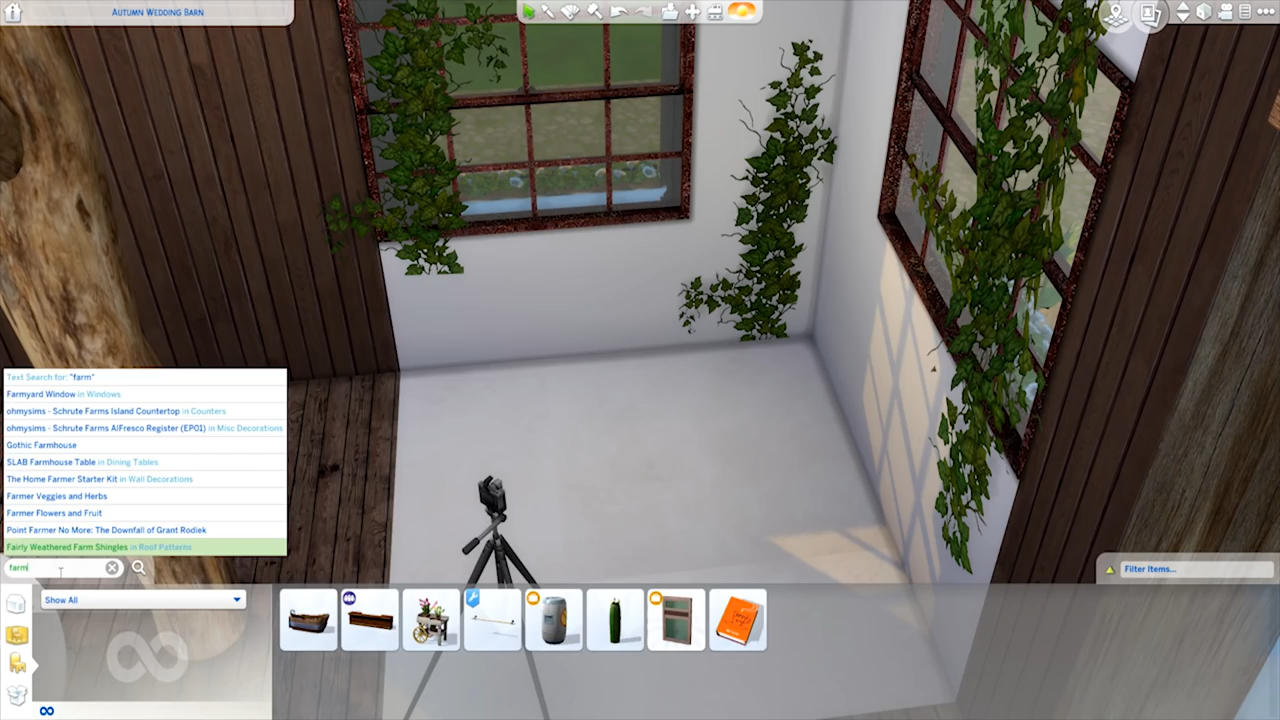 AUTUMN WEDDING BARN
Text Search for: "farm"
Farmyard Window in Windows
ohmysims - Schrute Farms Island Countertop in Counters
ohmysims - Schrute Farms AlFresco Register (EP01) in Misc Decorations
Gothic Farmhouse
SLAB Farmhouse Table in Dining Tables
The Home Farmer Starter Kit in Wall Decorations
Farmer Veggies and Herbs
Farmer Flowers and Fruit
Point Farmer No More: The Downfall of Grant Rodiek
Fairly Weathered Farm Shingles in Roof Patterns
farm
Filter Items...
Show All